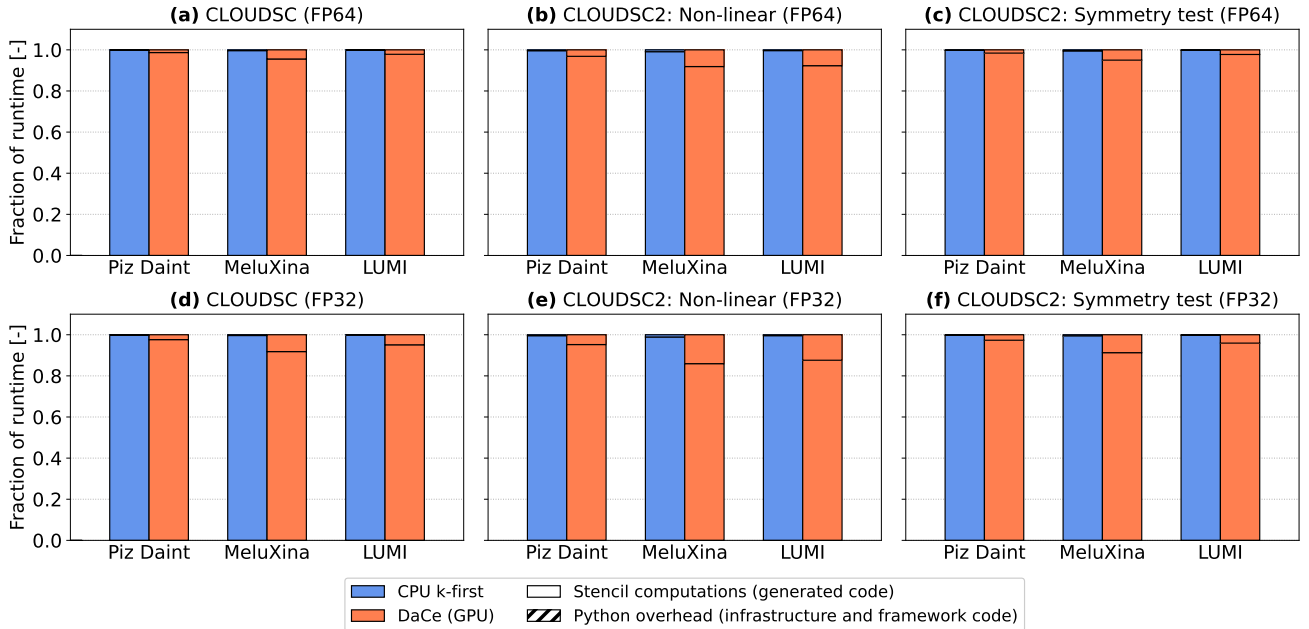 (a) CLOUDSC (FP64)
(b) CLOUDSC2: Non-linear (FP64)
(c) CLOUDSC2: Symmetry test (FP64)
Fraction of runtime [-]
1.0
0.8
0.6
0.4
0.2
0.0
Piz Daint MeluXina LUMI
Piz Daint MeluXina LUMI
Piz Daint MeluXina LUMI
(d) CLOUDSC (FP32)
(e) CLOUDSC2: Non-linear (FP32)
(f) CLOUDSC2: Symmetry test (FP32)
Fraction of runtime [-]
1.0
0.8
0.6
0.4
0.2
0.0
Piz Daint MeluXina LUMI
Piz Daint MeluXina LUMI
Piz Daint MeluXina LUMI
CPU k-first
DaCe (GPU)
Stencil computations (generated code)
Python overhead (infrastructure and framework code)